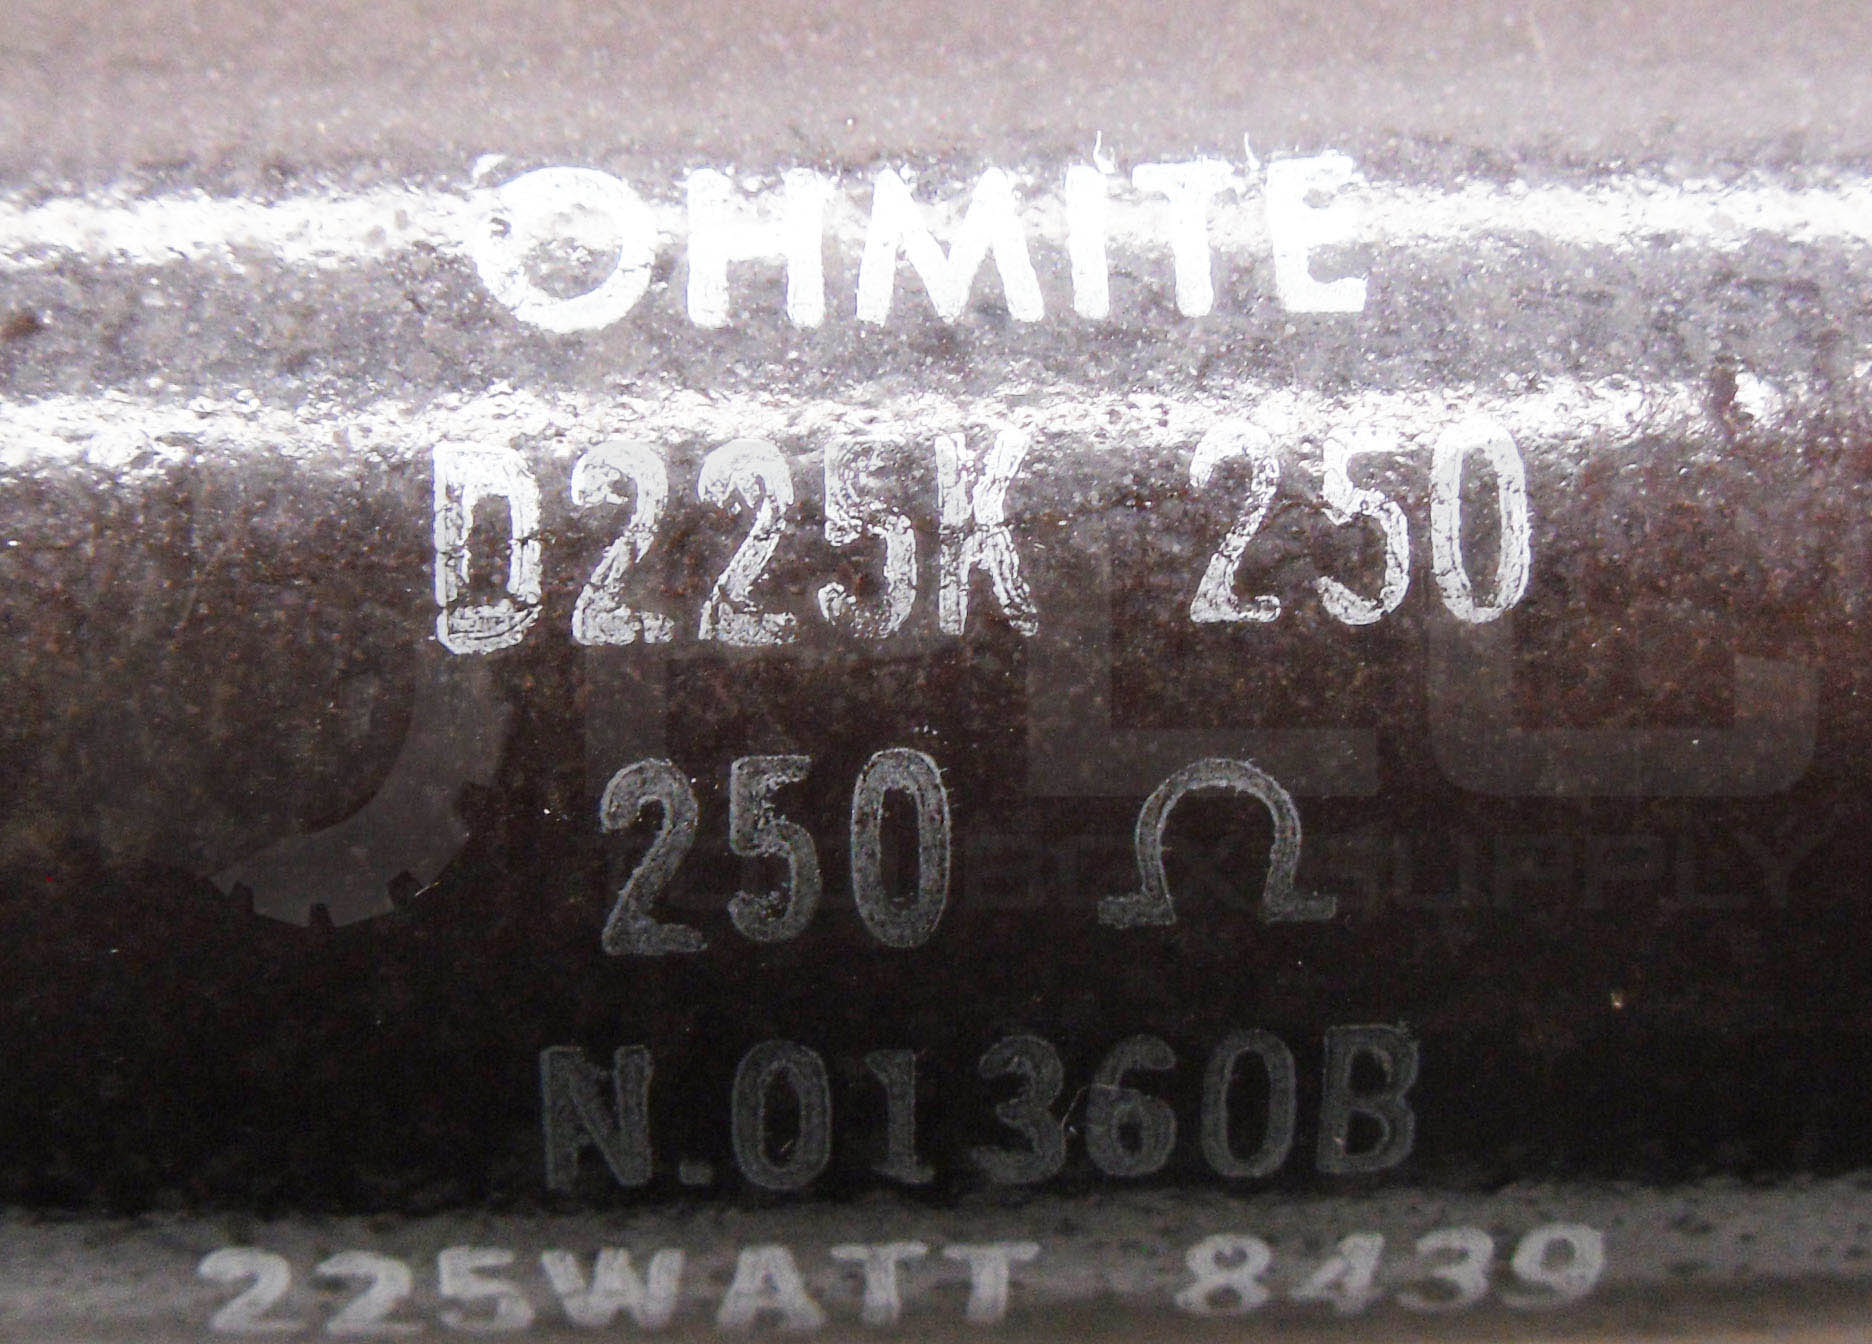 OHMITE
D225K 250
250 Ω
N.01360B
225WATT 8439